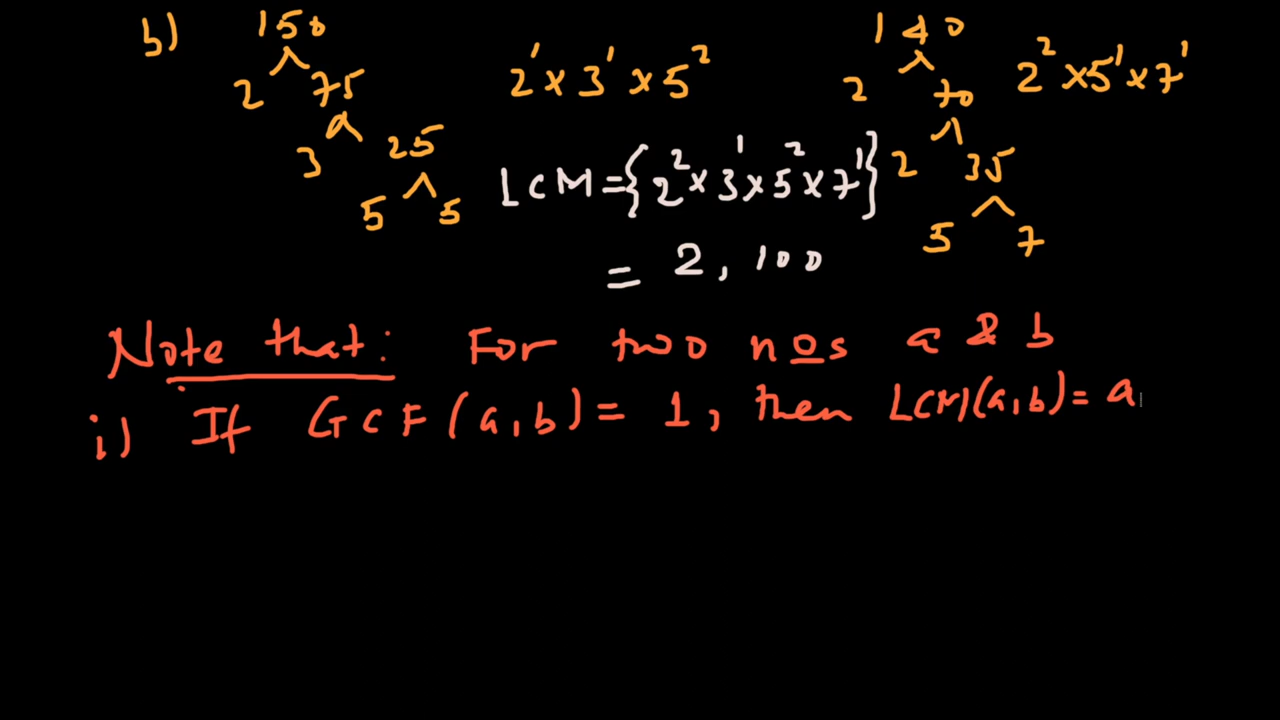 b) 150
2 75
3 25
5 5
2¹ × 3¹ × 5²
140
2 70
2 35
5 7
2² × 5¹ × 7¹
LCM = {2² × 3¹ × 5² × 7¹}
= 2,100
Note that: For two nos a & b
i) If GCF (a,b) = 1, then LCM(a,b) = a